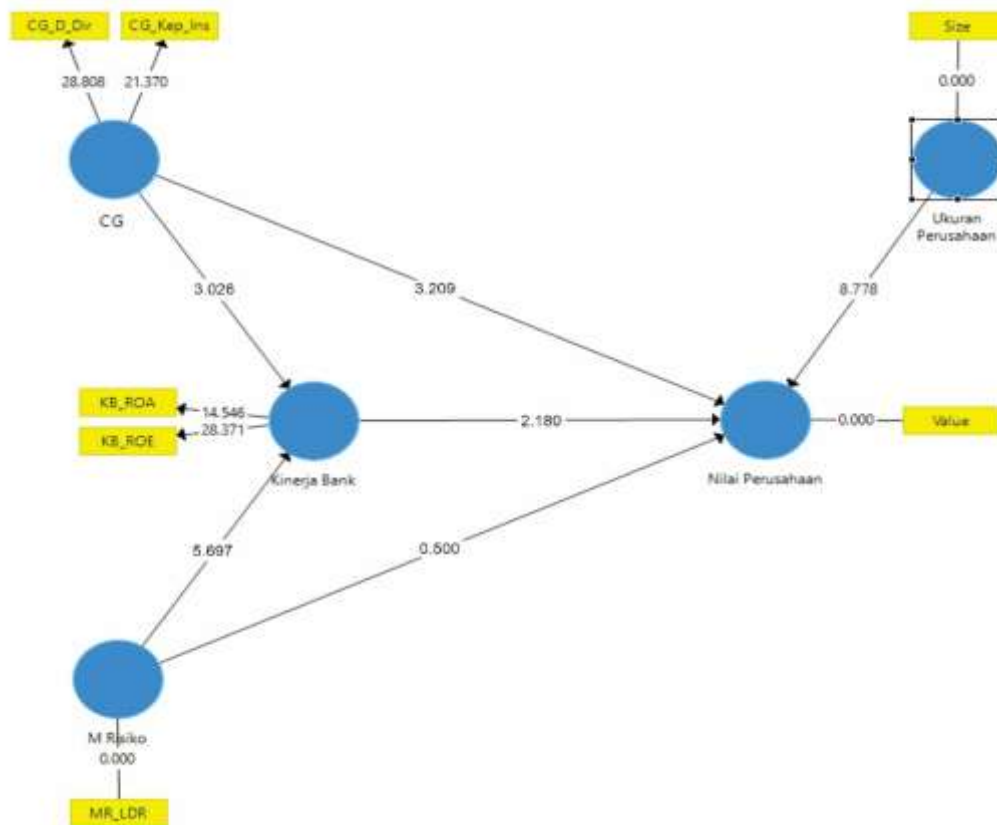 CG_D_Dir
CG_Kep_Ins
Size
28.808
21.370
0.000
CG
Ukuran
Perusahaan
3.026
3.209
8.778
KB_ROA
14.546
KB_ROE
28.371
2.180
0.000
Value
Kinerja Bank
Nilai Perusahaan
5.697
0.500
M Risiko
0.000
MR_LDR